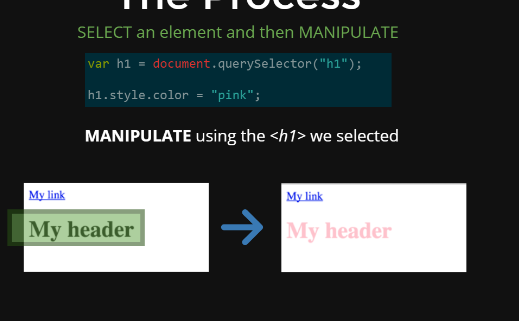 The Process
SELECT an element and then MANIPULATE
var h1 = document.querySelector("h1");
h1.style.color = "pink";
MANIPULATE using the <h1> we selected
My link
My header
My link
My header